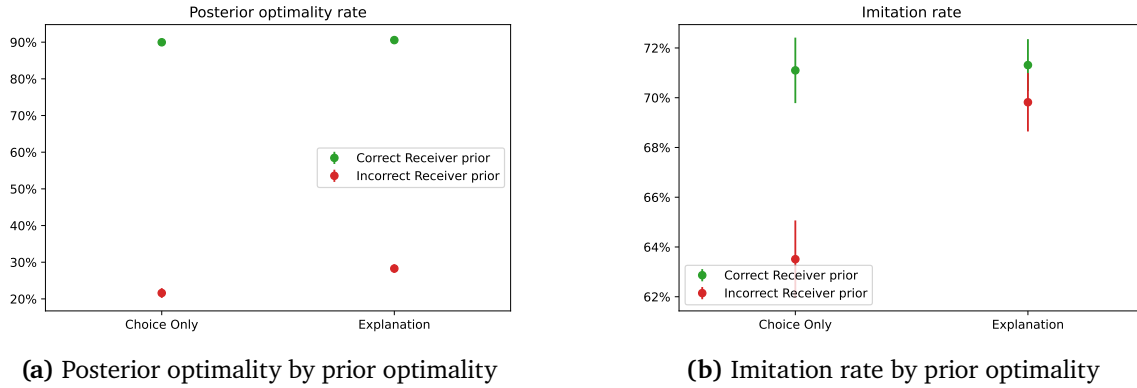 Posterior optimality rate
90%
80%
70%
60%
50%
40%
30%
20%
Correct Receiver prior
Incorrect Receiver prior
Choice Only
Explanation
(a) Posterior optimality by prior optimality
Imitation rate
72%
70%
68%
66%
64%
62%
Correct Receiver prior
Incorrect Receiver prior
Choice Only
Explanation
(b) Imitation rate by prior optimality